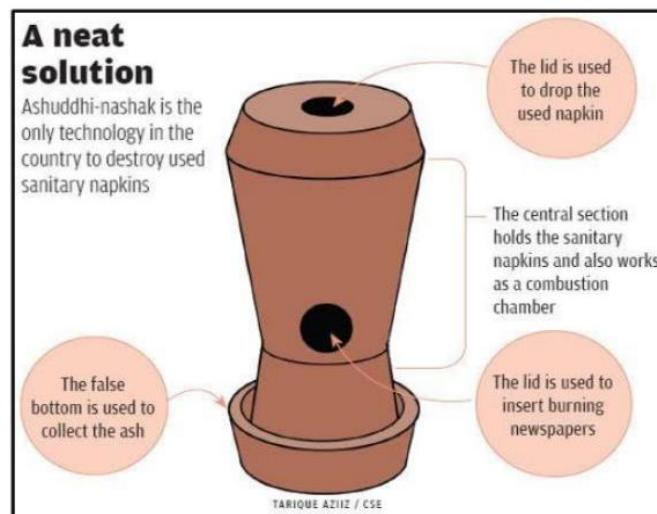 A neat
solution
Ashuddhi-nashak is the
only technology in the
country to destroy used
sanitary napkins
The lid is used
to drop the
used napkin
The central section
holds the sanitary
napkins and also works
as a combustion
chamber
The false
bottom is used to
collect the ash
The lid is used to
insert burning
newspapers
TARIQUE AZIIZ / CSE